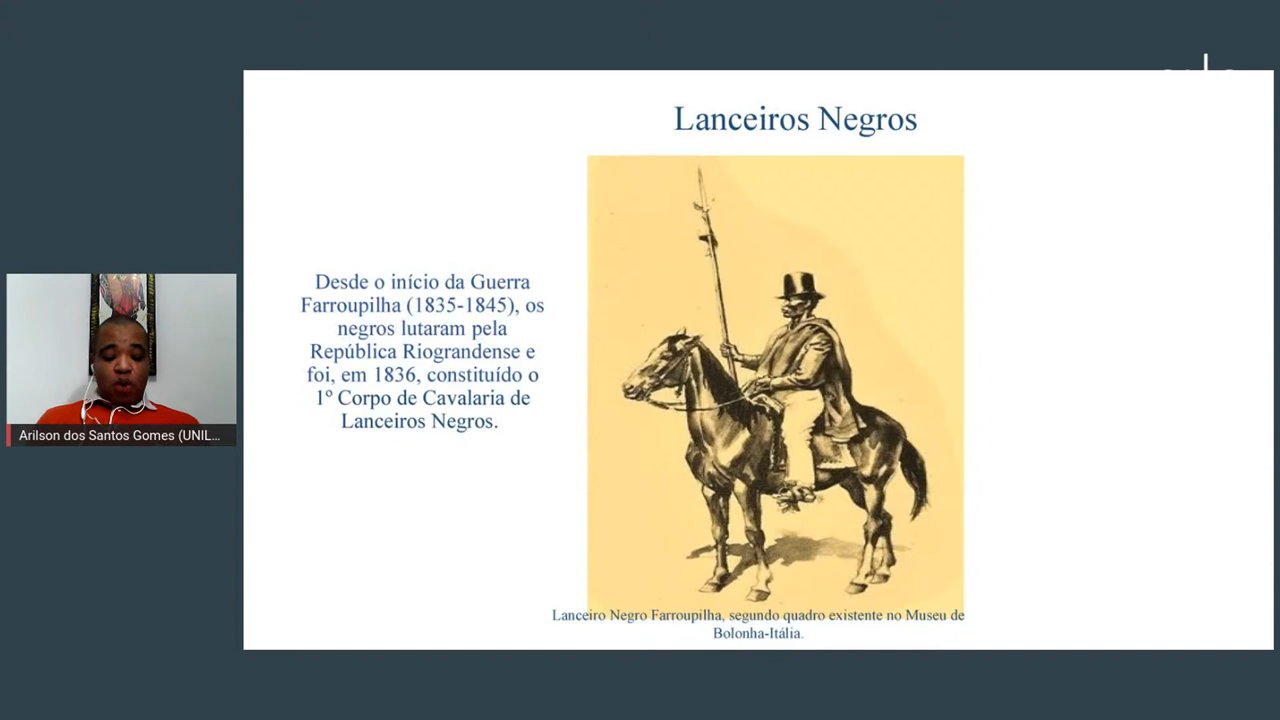 Lanceiros Negros
Desde o início da Guerra
Farroupilha (1835-1845), os
negros lutaram pela
República Riograndense e
foi, em 1836, constituído o
1º Corpo de Cavalaria de
Lanceiros Negros.
Lanceiro Negro Farroupilha, segundo quadro existente no Museu de
Bolonha-Itália.
Arilson dos Santos Gomes (UNIL...